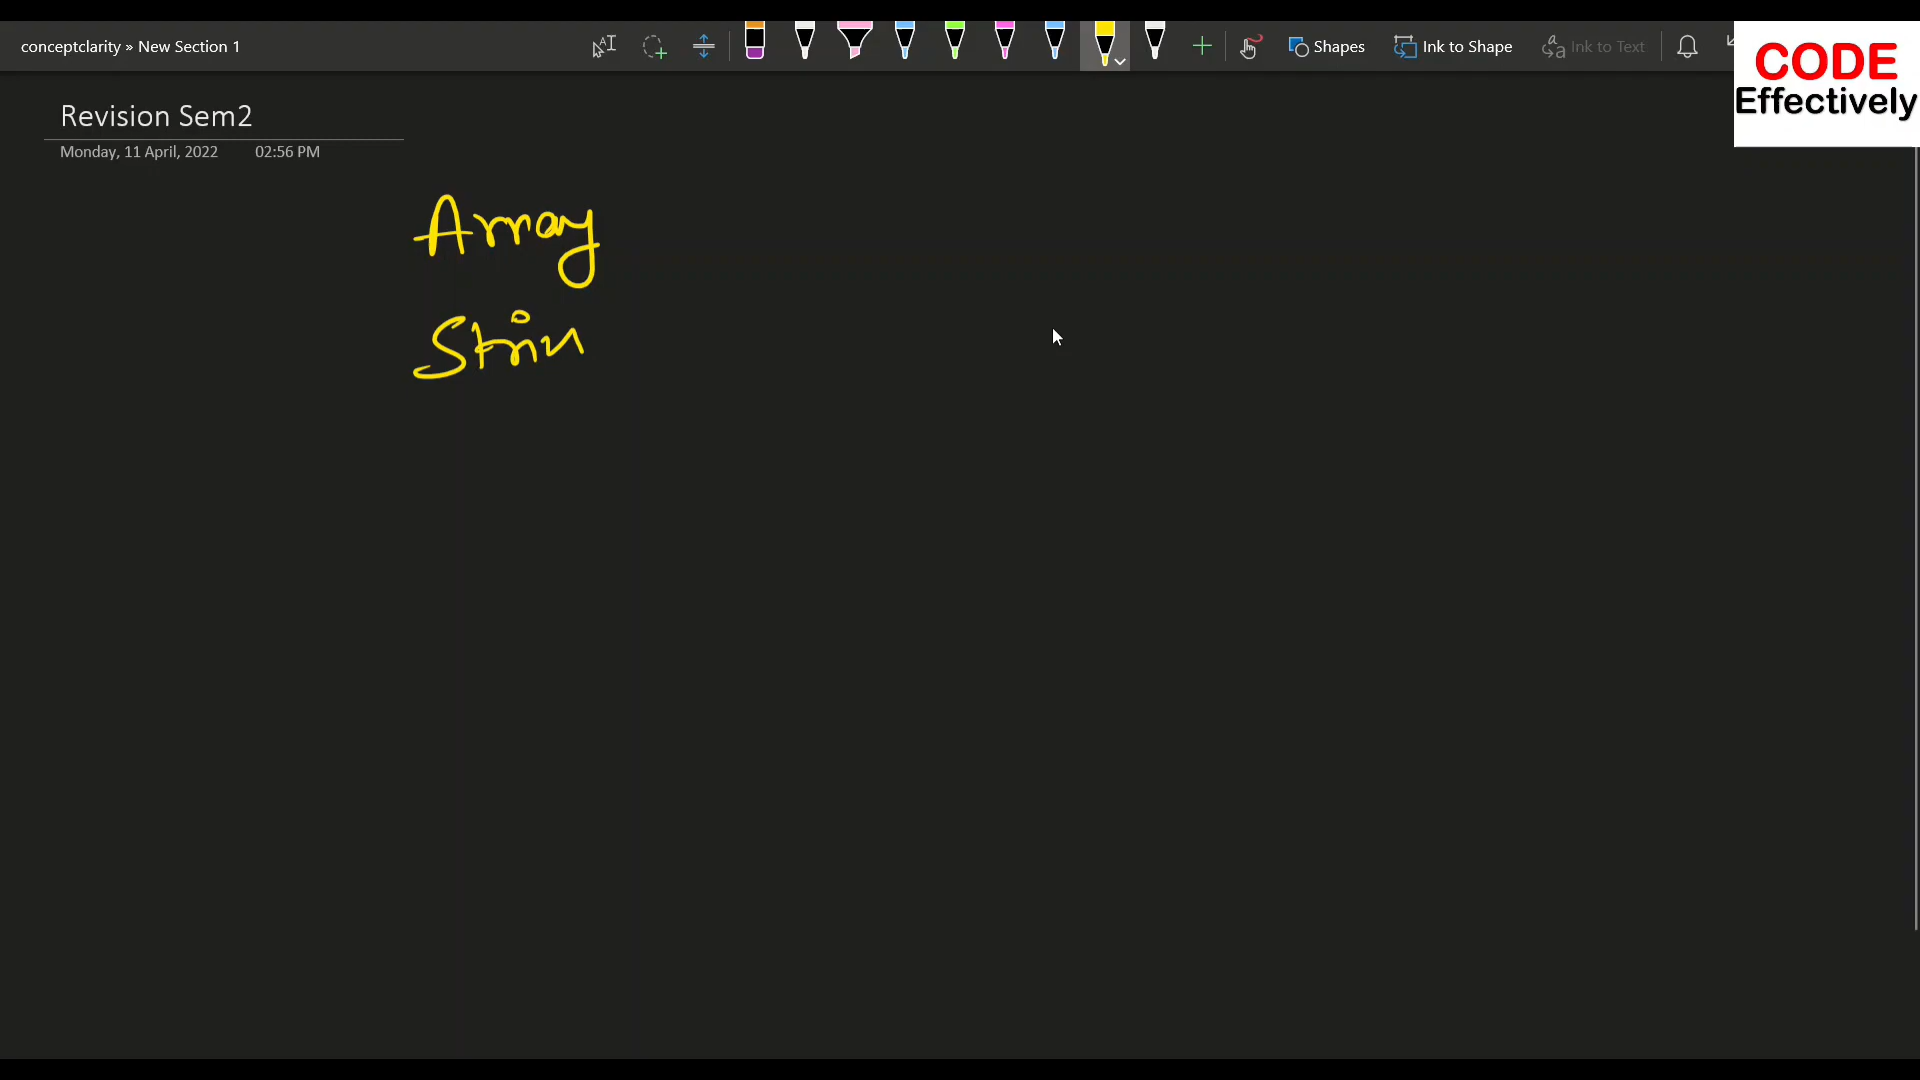 conceptclarity » New Section 1
Shapes
Ink to Shape
Ink to Text
CODE
Effectively
Revision Sem2
Monday, 11 April, 2022 02:56 PM
Array
Strin